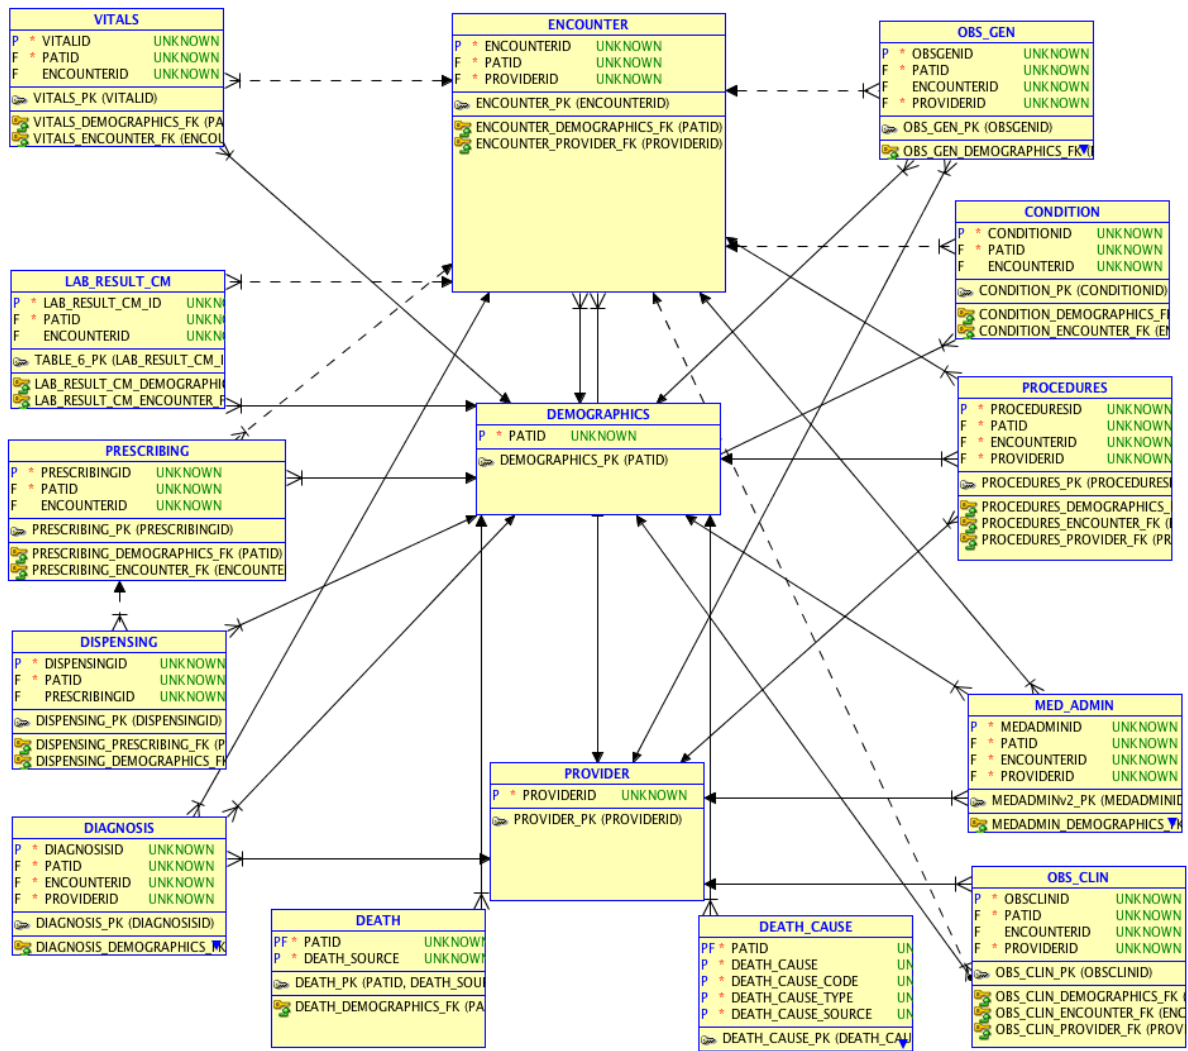 VITALS
P * VITALID UNKNOWN
F * PATID UNKNOWN
F ENCOUNTERID UNKNOWN
VITALS_PK (VITALID)
VITALS_DEMOGRAPHICS_FK (PA
VITALS_ENCOUNTER_FK (ENCOU
ENCOUNTER
P * ENCOUNTERID UNKNOWN
F * PATID UNKNOWN
F * PROVIDERID UNKNOWN
ENCOUNTER_PK (ENCOUNTERID)
ENCOUNTER_DEMOGRAPHICS_FK (PATID)
ENCOUNTER_PROVIDER_FK (PROVIDERID)
OBS_GEN
P * OBSGENID UNKNOWN
F * PATID UNKNOWN
F ENCOUNTERID UNKNOWN
F * PROVIDERID UNKNOWN
OBS_GEN_PK (OBSGENID)
OBS_GEN_DEMOGRAPHICS_FK
CONDITION
P * CONDITIONID UNKNOWN
F * PATID UNKNOWN
F ENCOUNTERID UNKNOWN
CONDITION_PK (CONDITIONID)
CONDITION_DEMOGRAPHICS_F
CONDITION_ENCOUNTER_FK (E
LAB_RESULT_CM
P * LAB_RESULT_CM_ID UNKN
F * PATID UNKN
F ENCOUNTERID UNKN
TABLE_6_PK (LAB_RESULT_CM_I
LAB_RESULT_CM_DEMOGRAPHI
LAB_RESULT_CM_ENCOUNTER_F
DEMOGRAPHICS
P * PATID UNKNOWN
DEMOGRAPHICS_PK (PATID)
PROCEDURES
P * PROCEDURESID UNKNOWN
F * PATID UNKNOWN
F * ENCOUNTERID UNKNOWN
F * PROVIDERID UNKNOWN
PROCEDURES_PK (PROCEDURESI
PROCEDURES_DEMOGRAPHICS_
PROCEDURES_ENCOUNTER_FK (
PROCEDURES_PROVIDER_FK (PR
PRESCRIBING
P * PRESCRIBINGID UNKNOWN
F * PATID UNKNOWN
F ENCOUNTERID UNKNOWN
PRESCRIBING_PK (PRESCRIBINGID)
PRESCRIBING_DEMOGRAPHICS_FK (PATID)
PRESCRIBING_ENCOUNTER_FK (ENCOUNTE
DISPENSING
P * DISPENSINGID UNKNOWN
F * PATID UNKNOWN
F PRESCRIBINGID UNKNOWN
DISPENSING_PK (DISPENSINGID)
DISPENSING_PRESCRIBING_FK (P
DISPENSING_DEMOGRAPHICS_F
MED_ADMIN
P * MEDADMINID UNKNOWN
F * PATID UNKNOWN
F * ENCOUNTERID UNKNOWN
F * PROVIDERID UNKNOWN
MEDADMINv2_PK (MEDADMINID
MEDADMIN_DEMOGRAPHICS_FK
PROVIDER
P * PROVIDERID UNKNOWN
PROVIDER_PK (PROVIDERID)
DIAGNOSIS
P * DIAGNOSISID UNKNOWN
F * PATID UNKNOWN
F * ENCOUNTERID UNKNOWN
F * PROVIDERID UNKNOWN
DIAGNOSIS_PK (DIAGNOSISID)
DIAGNOSIS_DEMOGRAPHICS_FK
DEATH
PF * PATID UNKNOWN
P * DEATH_SOURCE UNKNOWN
DEATH_PK (PATID, DEATH_SOU
DEATH_DEMOGRAPHICS_FK (PA
DEATH_CAUSE
PF * PATID UN
P * DEATH_CAUSE UN
P * DEATH_CAUSE_CODE UN
P * DEATH_CAUSE_TYPE UN
P * DEATH_CAUSE_SOURCE UN
DEATH_CAUSE_PK (DEATH_CAU
OBS_CLIN
P * OBSCLINID UNKNOWN
F * PATID UNKNOWN
F ENCOUNTERID UNKNOWN
F * PROVIDERID UNKNOWN
OBS_CLIN_PK (OBSCLINID)
OBS_CLIN_DEMOGRAPHICS_FK (
OBS_CLIN_ENCOUNTER_FK (ENC
OBS_CLIN_PROVIDER_FK (PROV